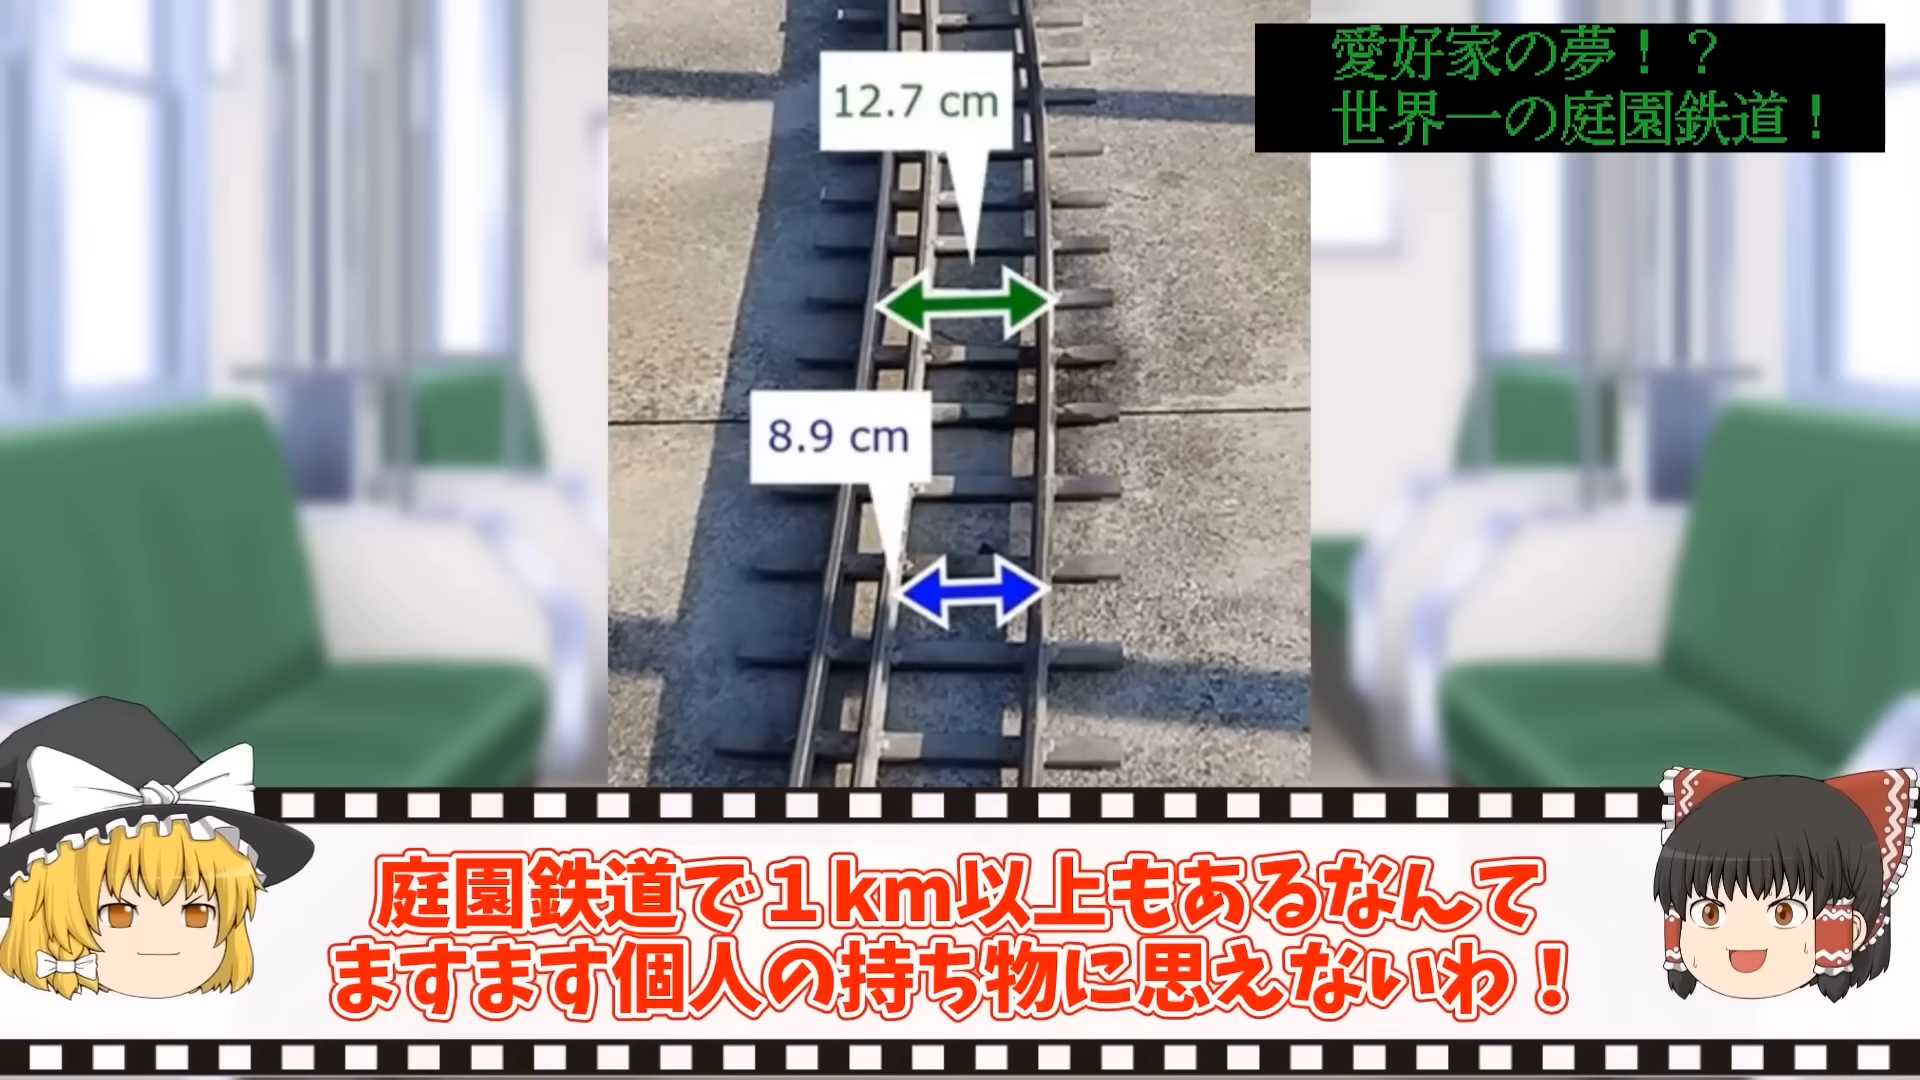 愛好家の夢！？
世界一の庭園鉄道！
12.7 cm
8.9 cm
庭園鉄道で１km以上もあるなんて
ますます個人の持ち物に思えないわ！